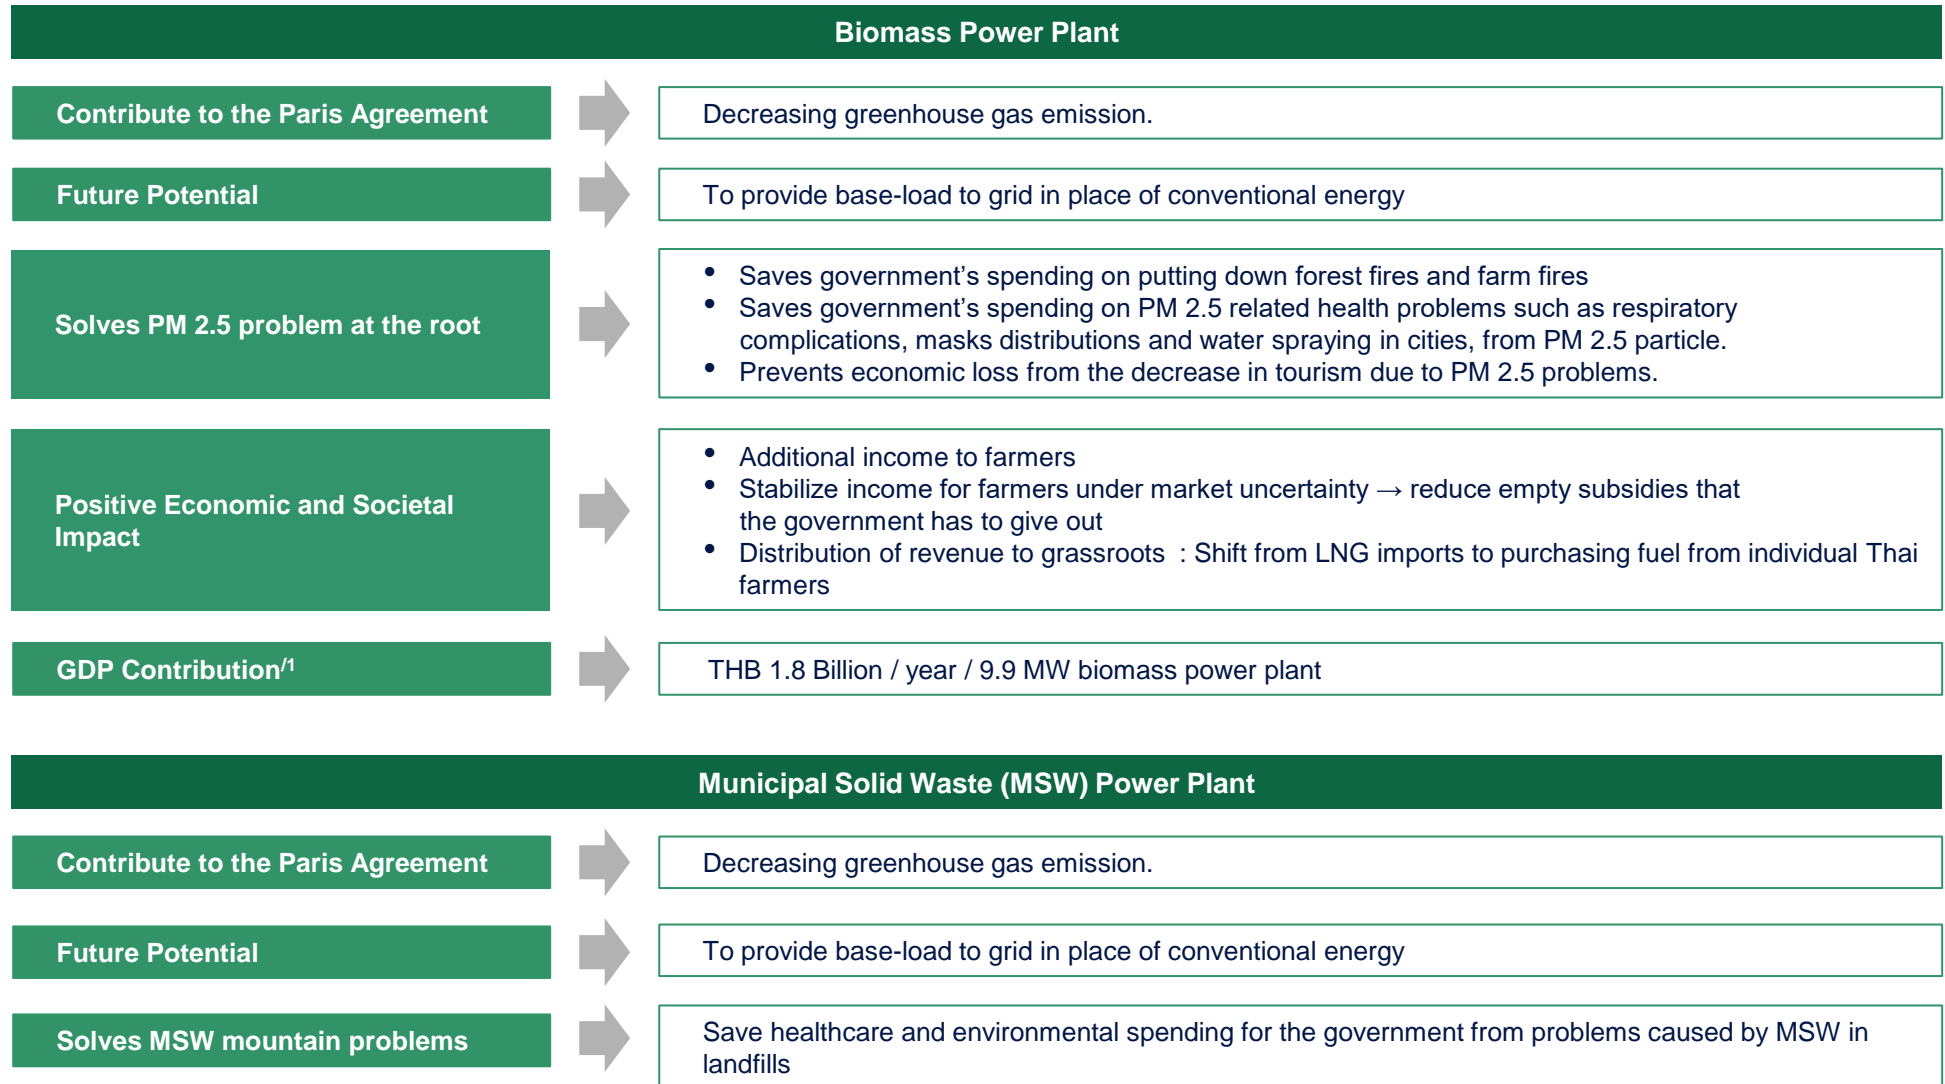 Biomass Power Plant
Contribute to the Paris Agreement
Decreasing greenhouse gas emission.
Future Potential
To provide base-load to grid in place of conventional energy
Solves PM 2.5 problem at the root
• Saves government’s spending on putting down forest fires and farm fires
• Saves government’s spending on PM 2.5 related health problems such as respiratory
complications, masks distributions and water spraying in cities, from PM 2.5 particle.
• Prevents economic loss from the decrease in tourism due to PM 2.5 problems.
Positive Economic and Societal
Impact
• Additional income to farmers
• Stabilize income for farmers under market uncertainty → reduce empty subsidies that
the government has to give out
• Distribution of revenue to grassroots : Shift from LNG imports to purchasing fuel from individual Thai
farmers
GDP Contribution/1
THB 1.8 Billion / year / 9.9 MW biomass power plant
Municipal Solid Waste (MSW) Power Plant
Contribute to the Paris Agreement
Decreasing greenhouse gas emission.
Future Potential
To provide base-load to grid in place of conventional energy
Solves MSW mountain problems
Save healthcare and environmental spending for the government from problems caused by MSW in
landfills